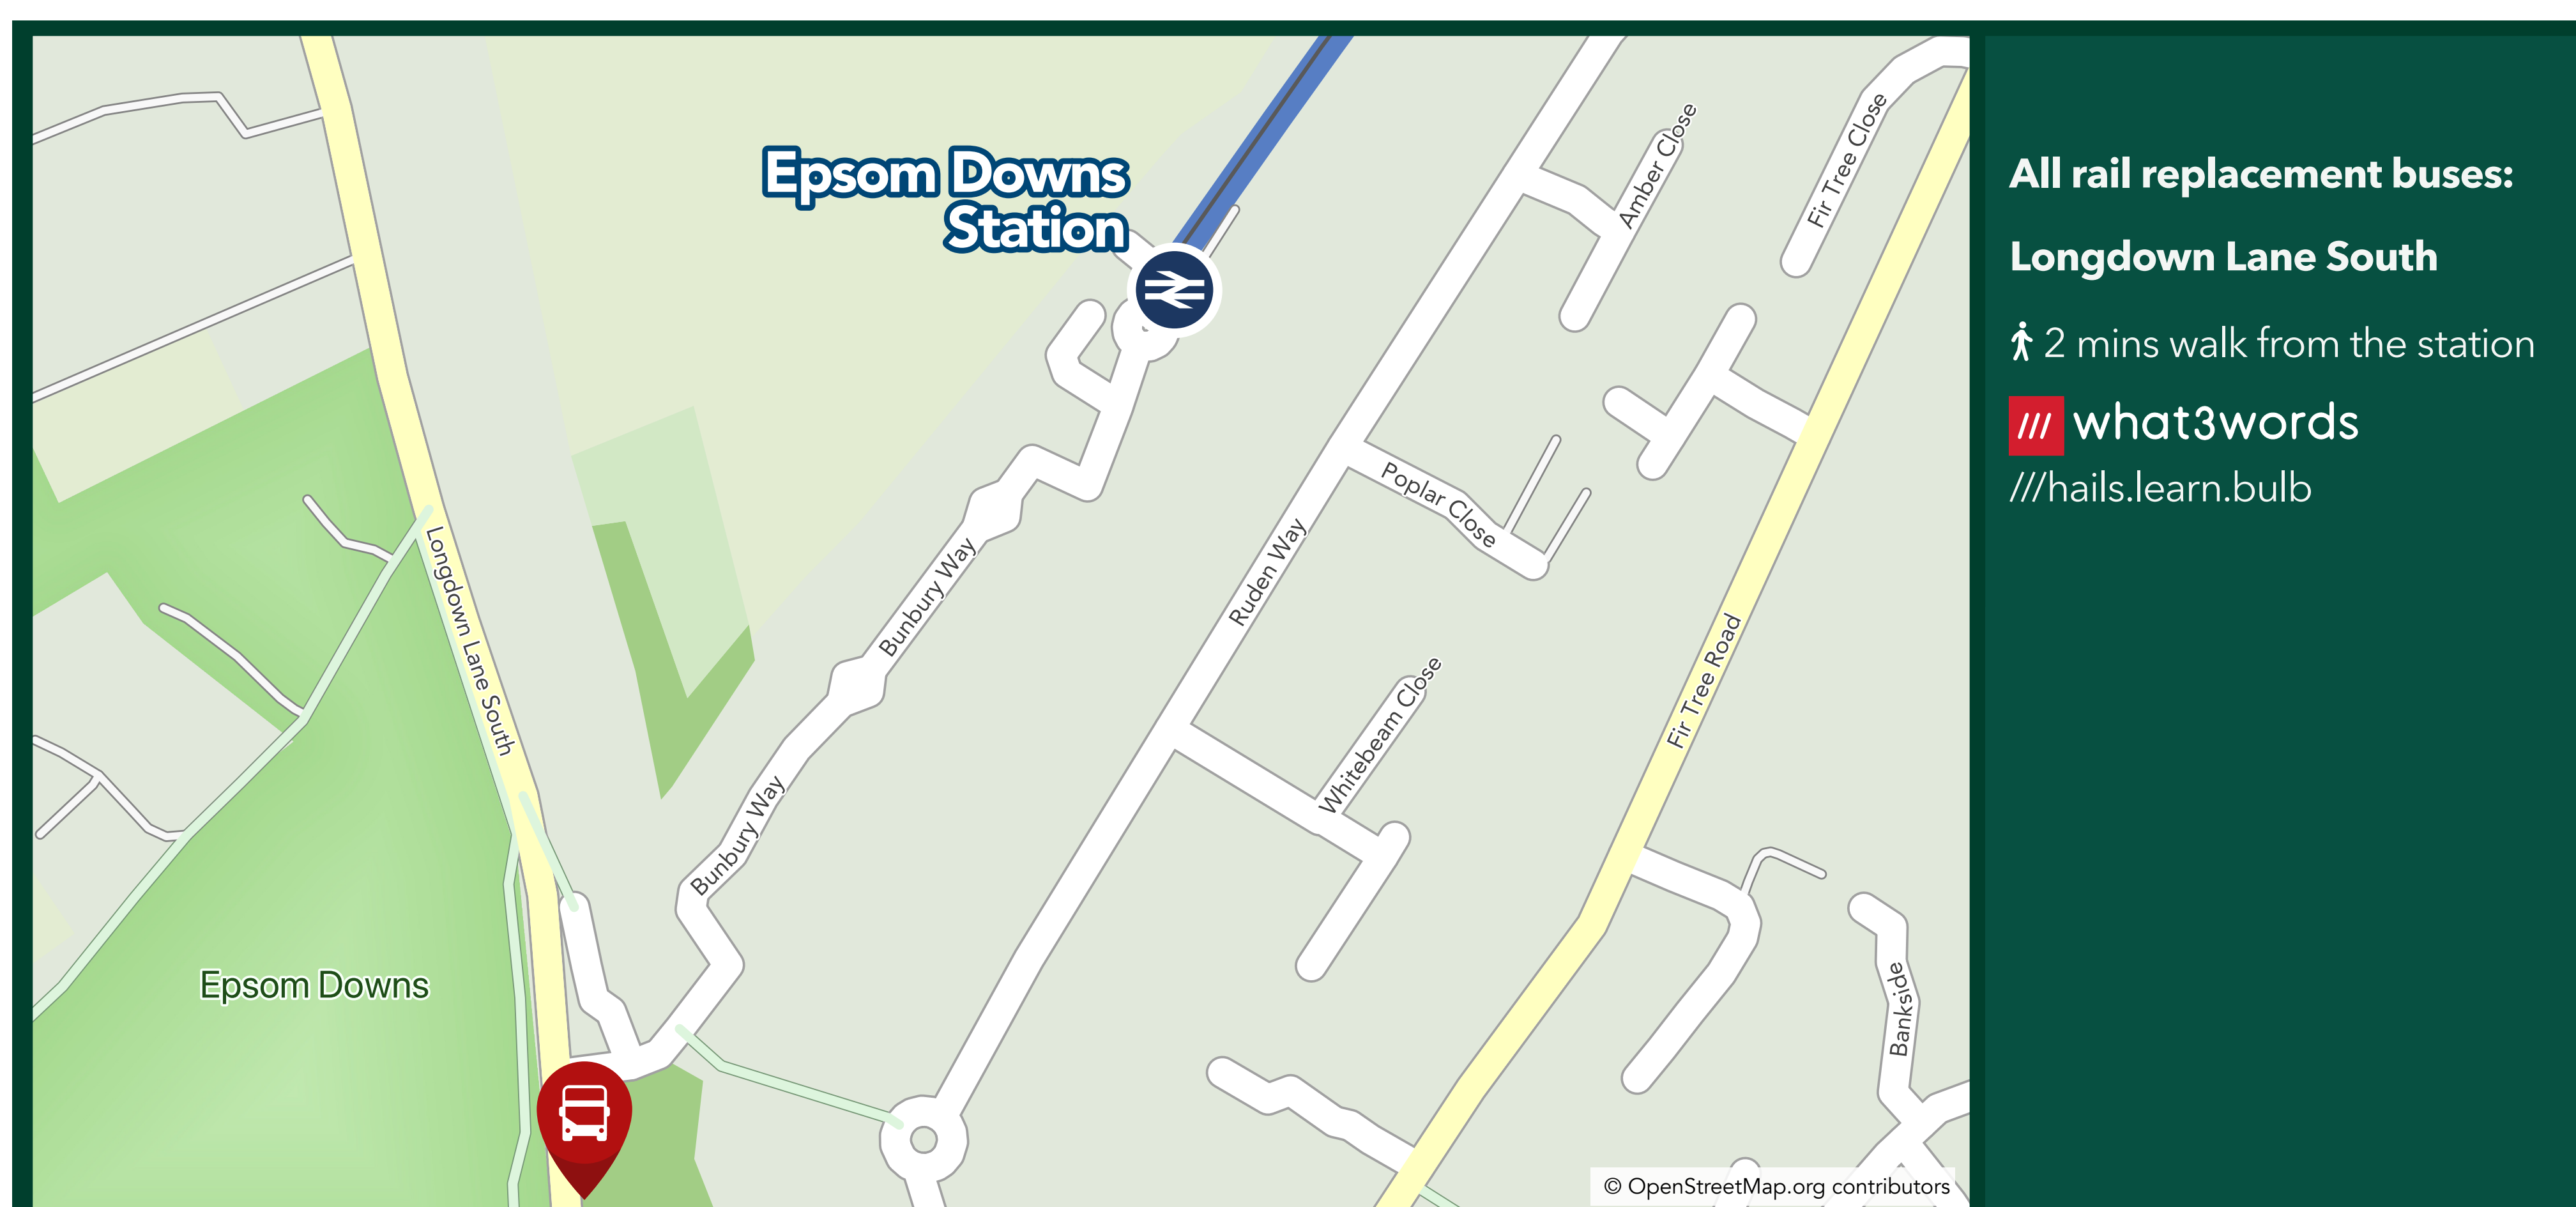 Epsom Downs
Station
Amber Close
Fir Tree Close
Poplar Close
Longdown Lane South
Bunbury Way
Ruden Way
Bunbury Way
Whitebeam Close
Fir Tree Road
Epsom Downs
Bankside
© OpenStreetMap.org contributors
All rail replacement buses:
Longdown Lane South
2 mins walk from the station
/// what3words
///hails.learn.bulb